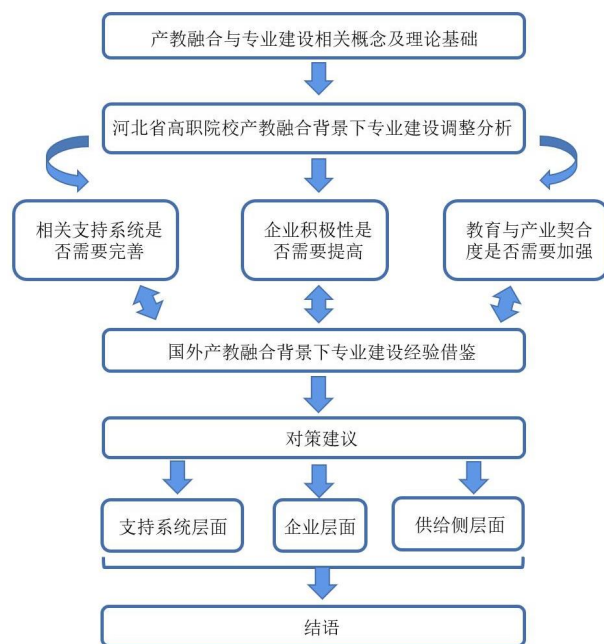 产教融合与专业建设相关概念及理论基础
河北省高职院校产教融合背景下专业建设调整分析
相关支持系统是
否需要完善
企业积极性是
否需要提高
教育与产业契合
度是否需要加强
国外产教融合背景下专业建设经验借鉴
对策建议
支持系统层面
企业层面
供给侧层面
结语